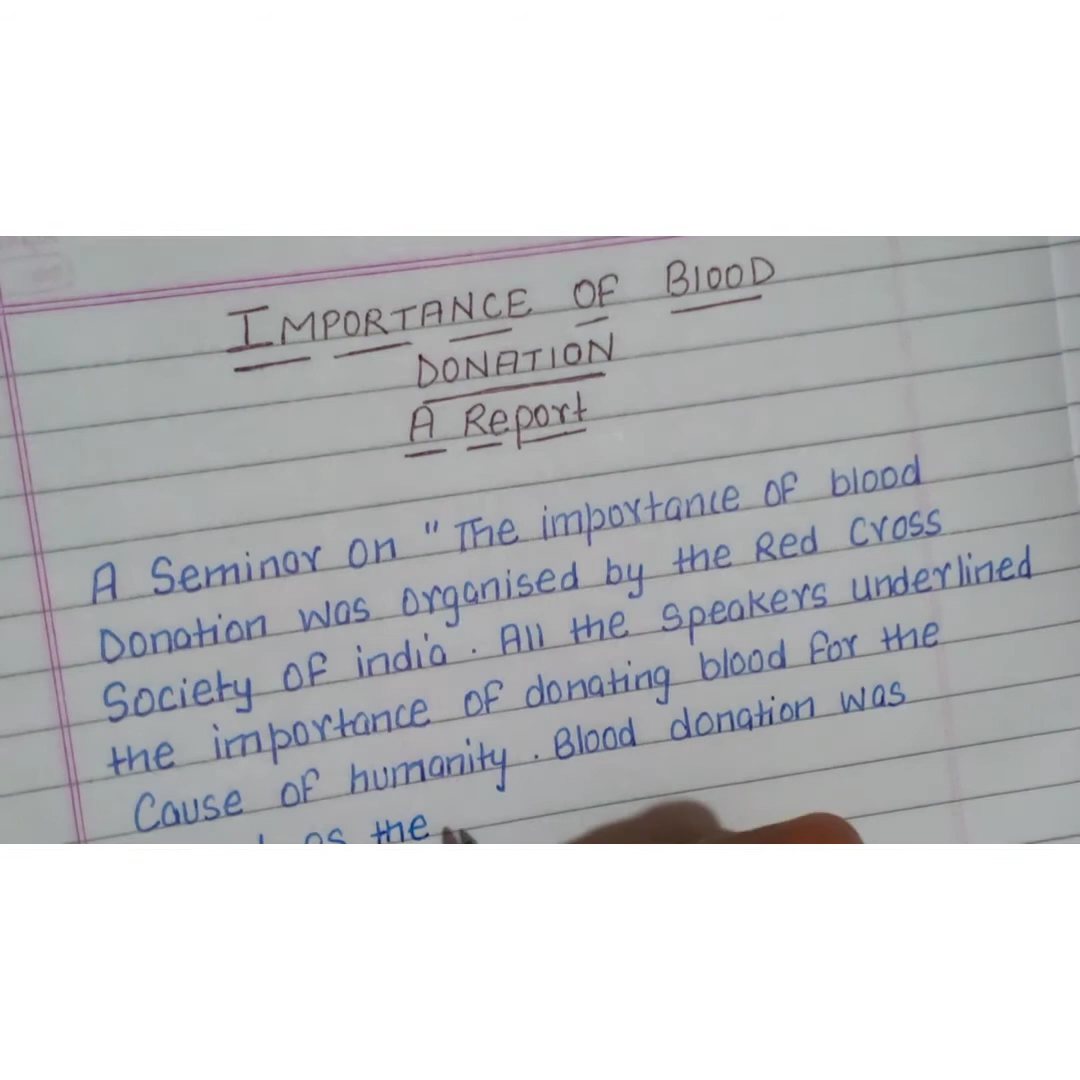 IMPORTANCE OF BlOOD
DONATION
A Report
A Seminar on " The importance of blood
Donation was organised by the Red Cross
Society of india. All the speakers underlined
the importance of donating blood for the
Cause of humanity. Blood donation was
as the